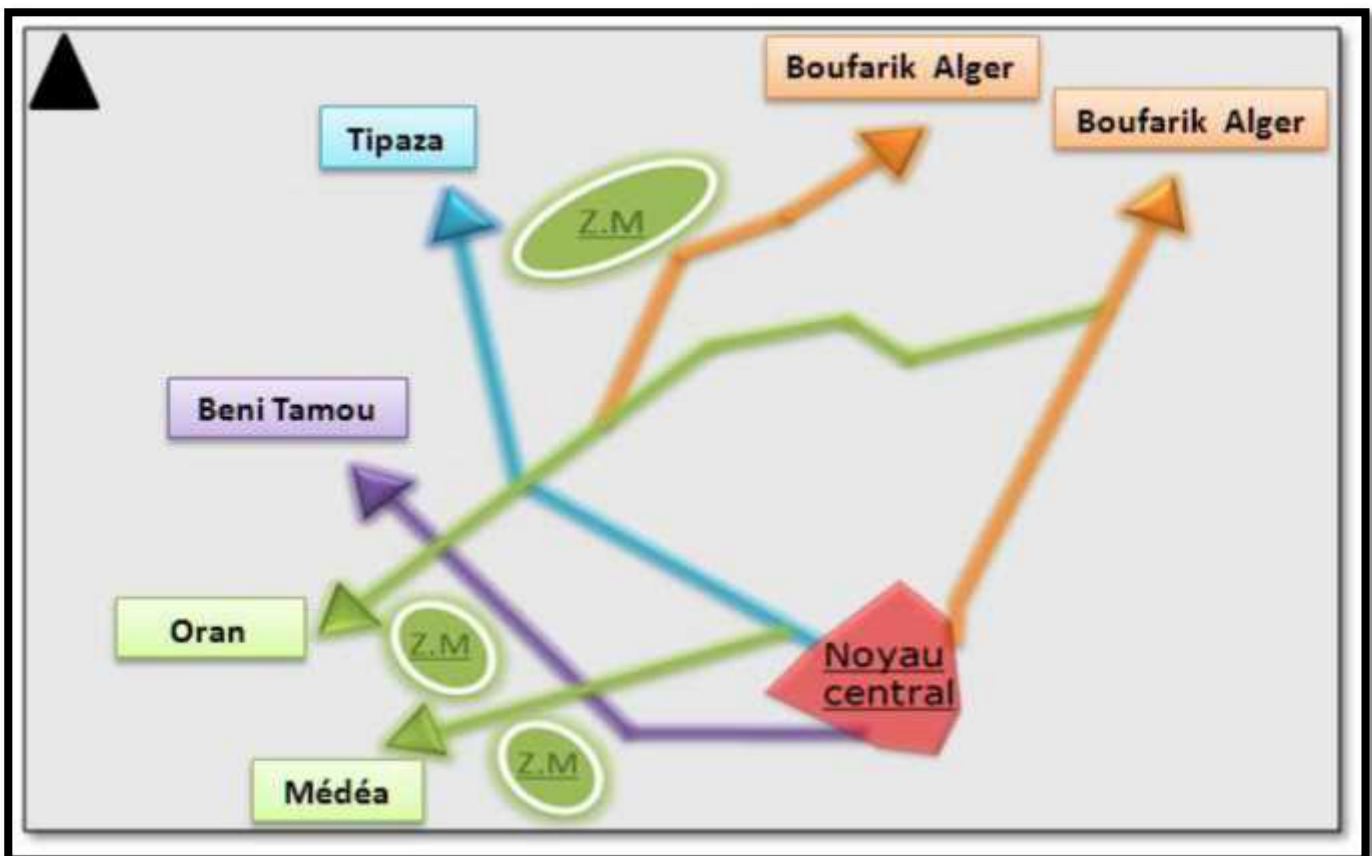 Boufarik Alger
Boufarik Alger
Tipaza
Z.M
Beni Tamou
Oran
Z.M
Noyau
central
Z.M
Médéa